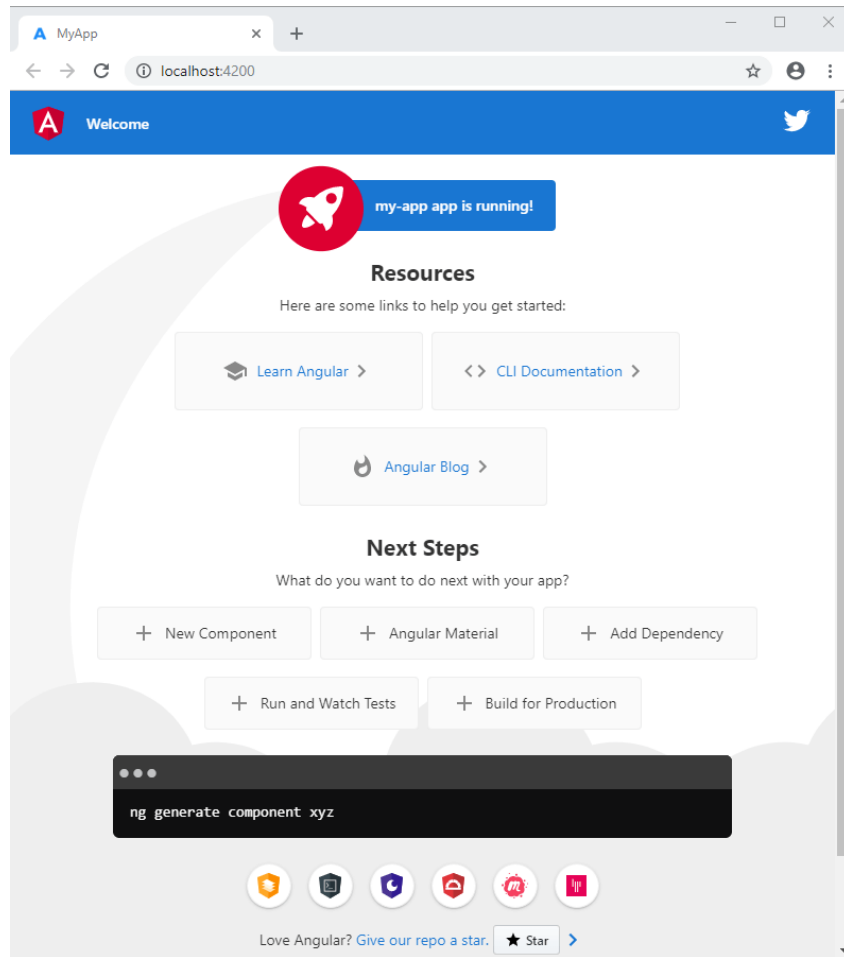 MyApp
localhost:4200
Welcome
my-app app is running!
Resources
Here are some links to help you get started:
Learn Angular
CLI Documentation
Angular Blog
Next Steps
What do you want to do next with your app?
New Component
Angular Material
Add Dependency
Run and Watch Tests
Build for Production
ng generate component xyz
Love Angular? Give our repo a star. Star